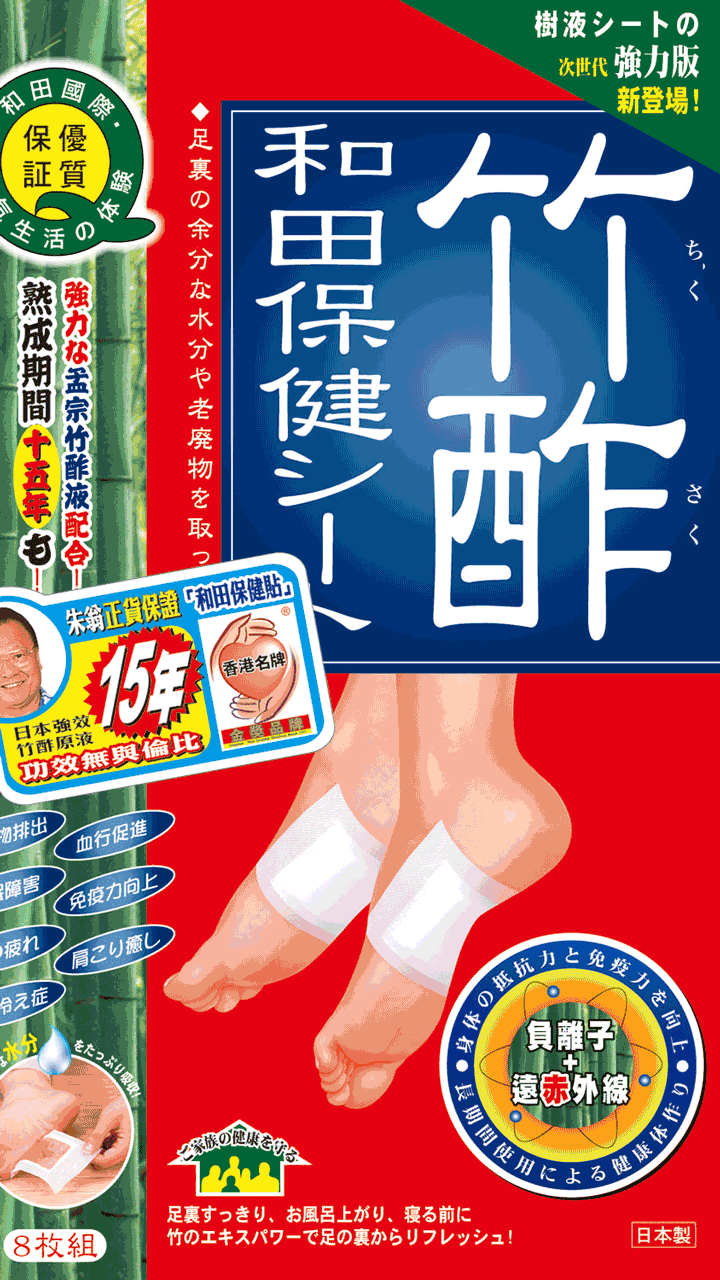 樹液シートの
次世代 強力版
新登場!
和田國際・
優質
保証
氣生活の体験
竹酢
ちく
さく
和田保健シート
◆足裏の余分な水分や老廃物を取っ
強力な孟宗竹酢液配合!
熟成期間十五年も!
朱翁正貨保證「和田保健貼」
15年
日本強效
竹酢原液
功效無與倫比
香港名牌
®
金獎品牌
物排出
血行促進
障害
免疫力向上
疲れ
肩こり癒し
冷え症
な水分をたっぷり吸収!
8枚組
身体の抵抗力と免疫力を向上
負離子
+
遠赤外線
長期間使用による健康体作り
ご家族の健康を守る
足裏すっきり、お風呂上がり、寝る前に
竹のエキスパワーで足の裏からリフレッシュ!
日本製